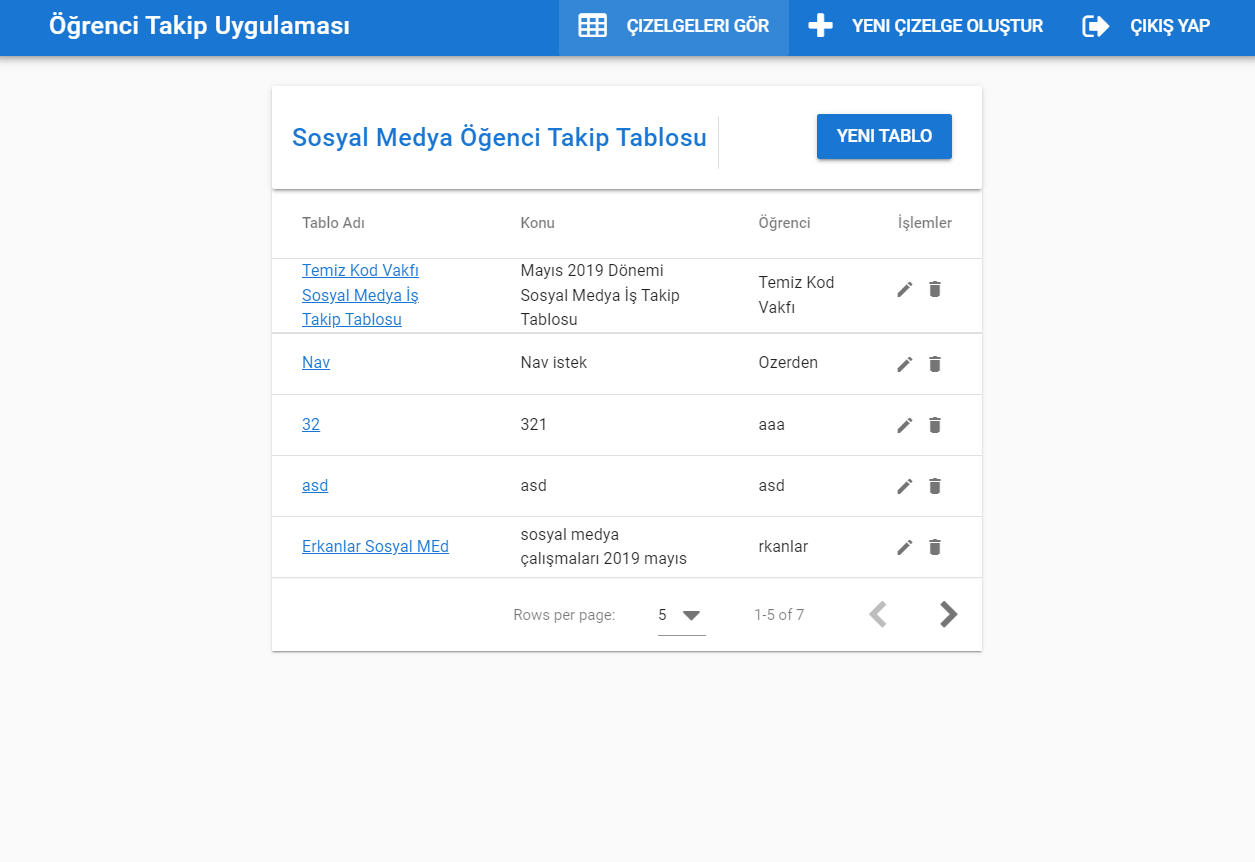 Öğrenci Takip Uygulaması
ÇIZELGELERI GÖR
YENI ÇIZELGE OLUŞTUR
ÇIKIŞ YAP
Sosyal Medya Öğenci Takip Tablosu
YENI TABLO
Tablo Adı
Konu
Öğrenci
İşlemler
Temiz Kod Vakfı
Sosyal Medya İş
Takip Tablosu
Mayıs 2019 Dönemi
Sosyal Medya İş Takip
Tablosu
Temiz Kod
Vakfı
Nav
Nav istek
Ozerden
32
321
aaa
asd
asd
asd
Erkanlar Sosyal MEd
sosyal medya
çalışmaları 2019 mayıs
rkanlar
Rows per page:
5
1-5 of 7